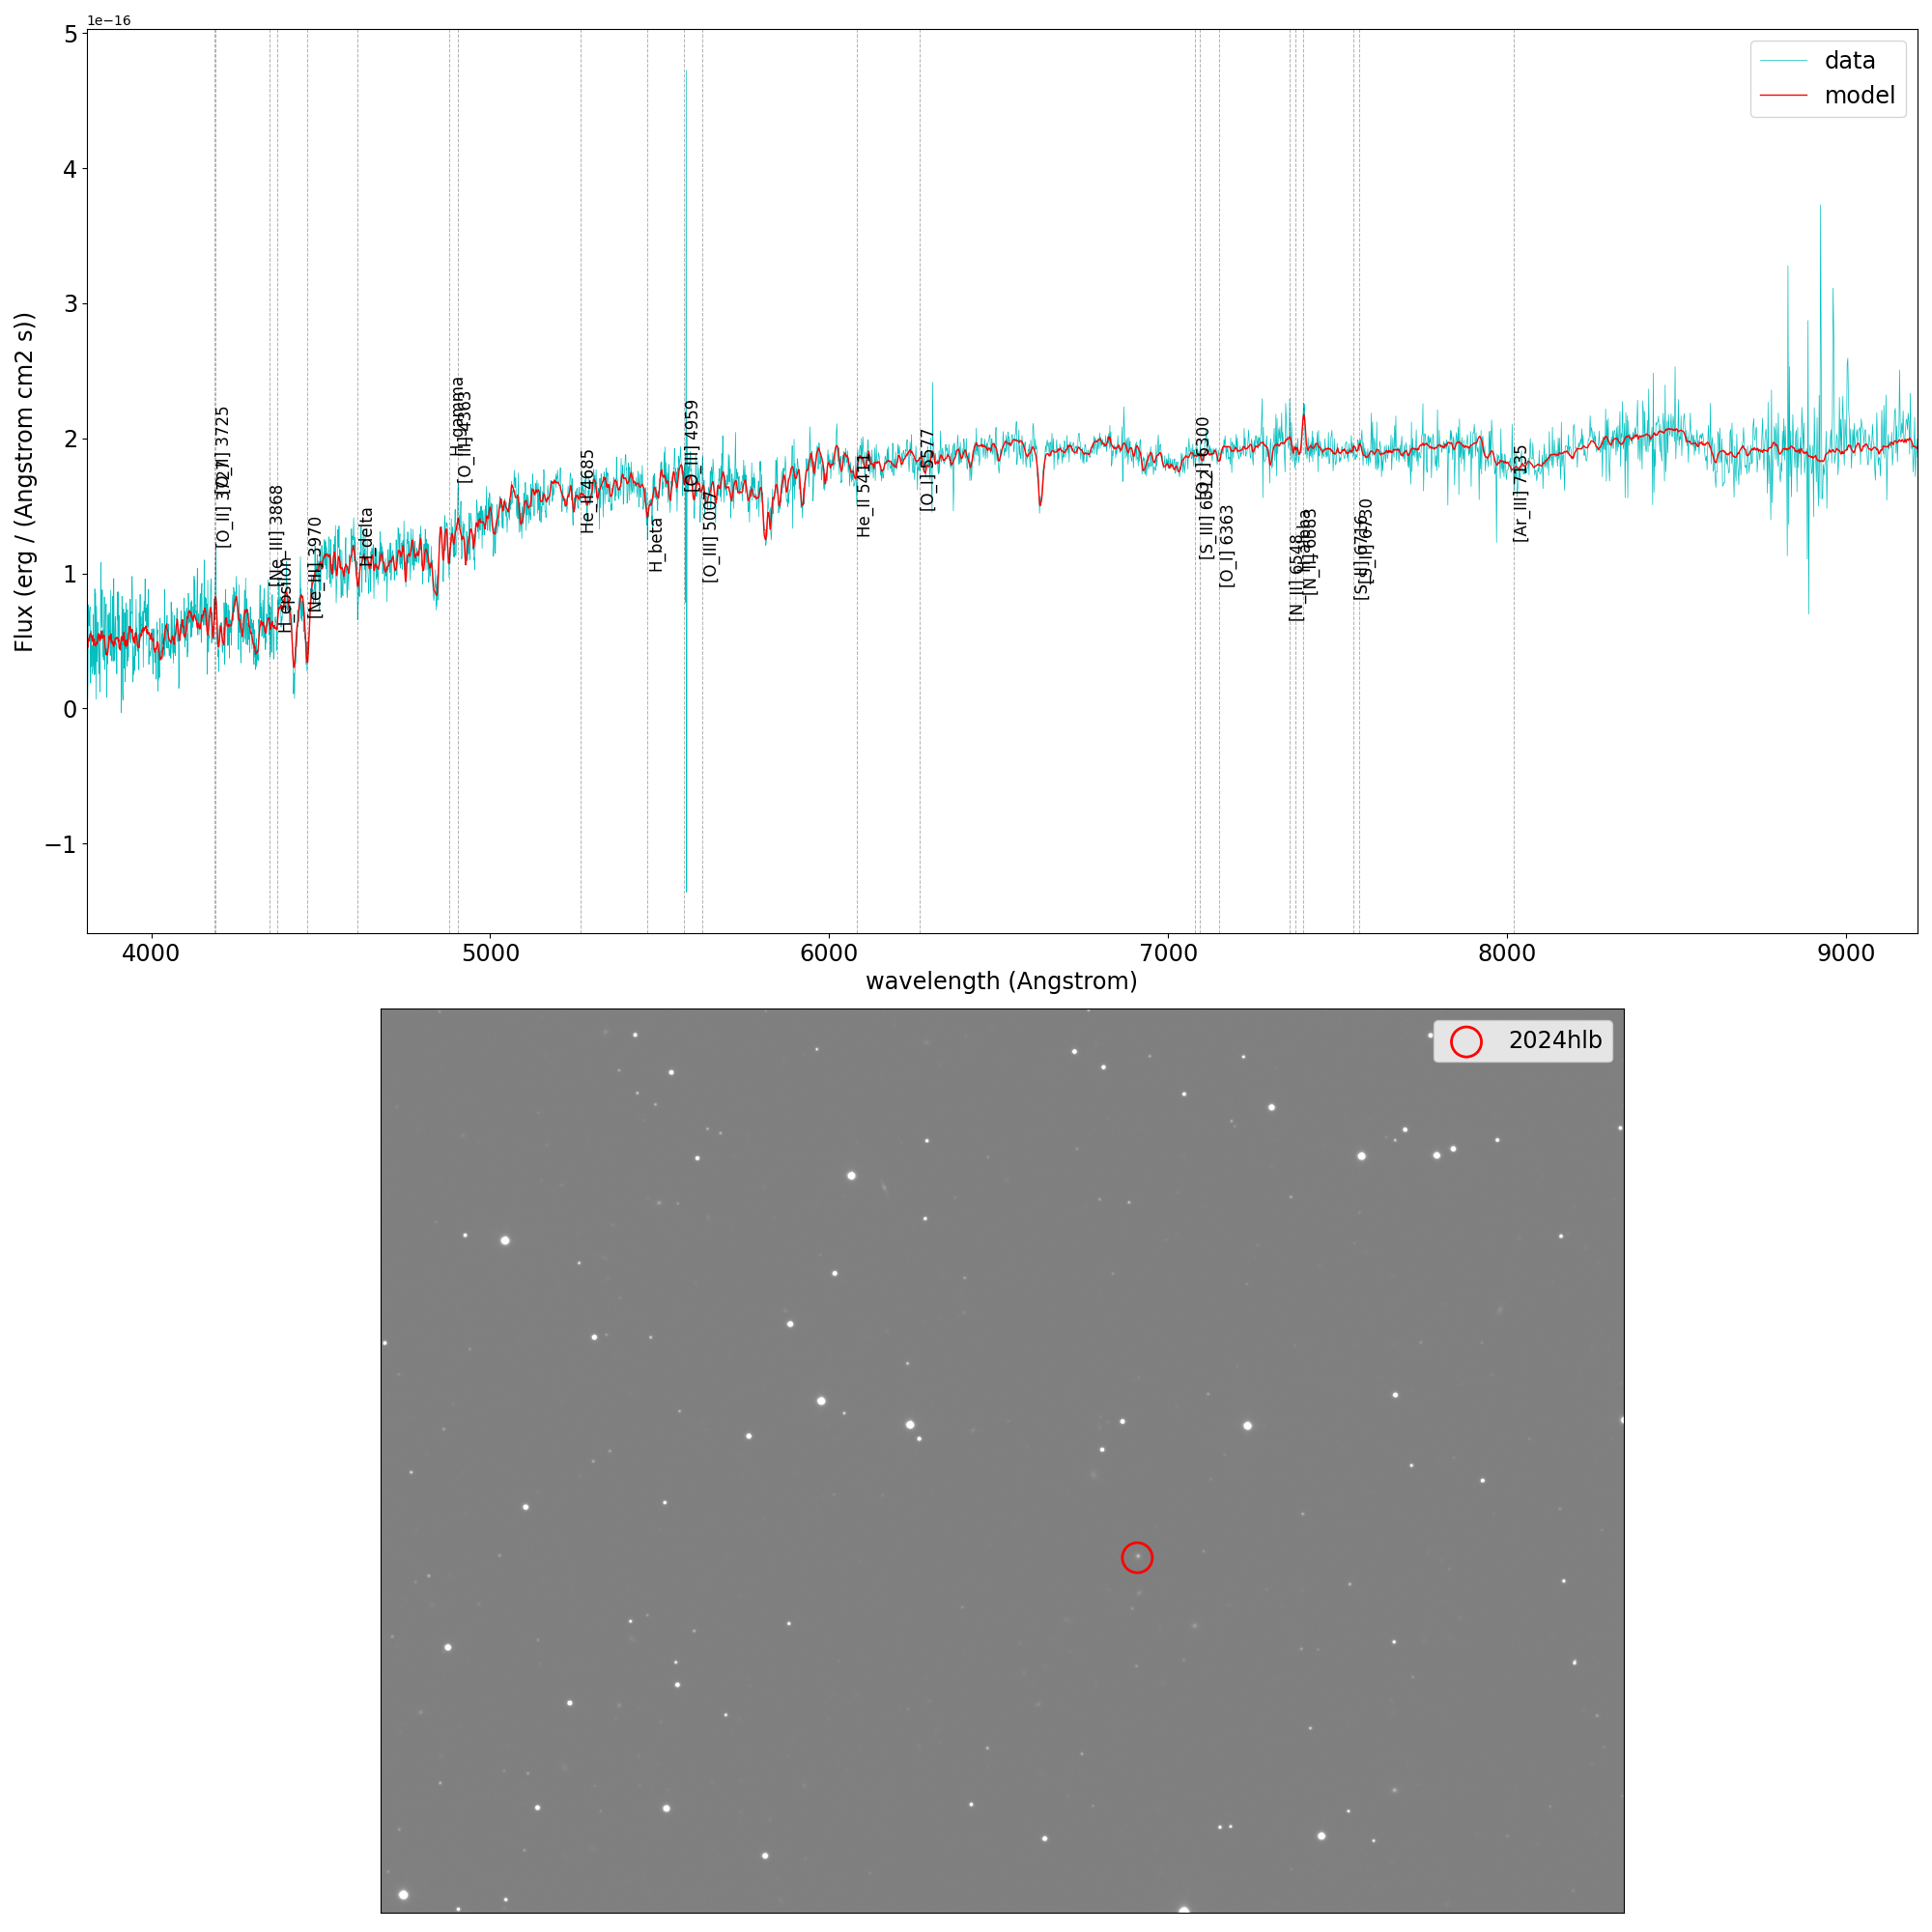 1e−16
5
4
3
2
1
0
−1
Flux (erg / (Angstrom cm2 s))
data
model
[O_II] 3725
[Ne_III] 3868
H_epsilon
[Ne_III] 3970
H_delta
H_gamma
[O_III] 4363
He_II 4685
H_beta
[O_III] 4959
[O_III] 5007
He_II 5411
[O_I] 5577
[O_I] 6300
[S_III] 6312
[O_I] 6363
[N_II] 6548
[N_II] 6583
[S_II] 6716
[S_II] 6730
[Ar_III] 7135
4000 5000 6000 7000 8000 9000
wavelength (Angstrom)
2024hlb